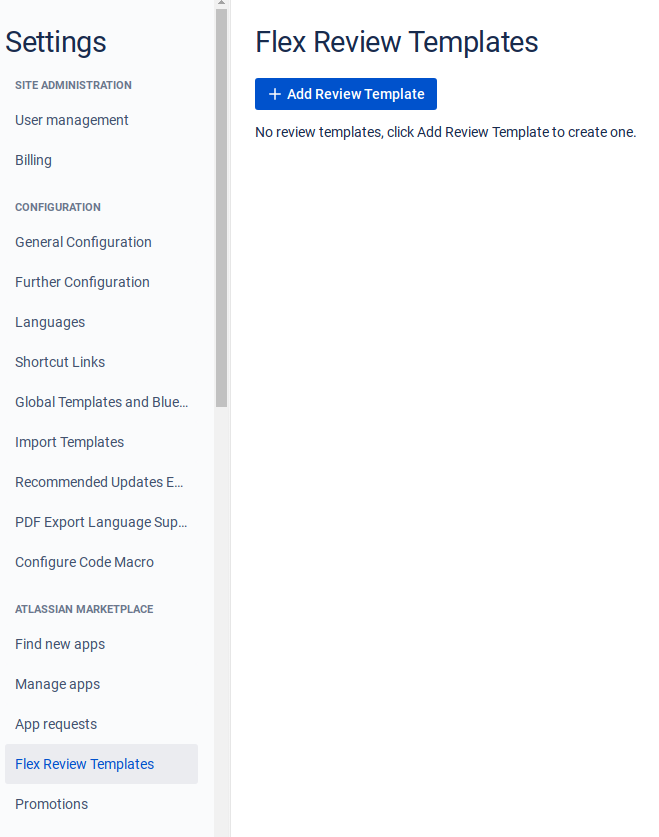 Settings
SITE ADMINISTRATION
User management
Billing
CONFIGURATION
General Configuration
Further Configuration
Languages
Shortcut Links
Global Templates and Blue...
Import Templates
Recommended Updates E...
PDF Export Language Sup...
Configure Code Macro
ATLASSIAN MARKETPLACE
Find new apps
Manage apps
App requests
Flex Review Templates
Promotions
Flex Review Templates
+ Add Review Template
No review templates, click Add Review Template to create one.